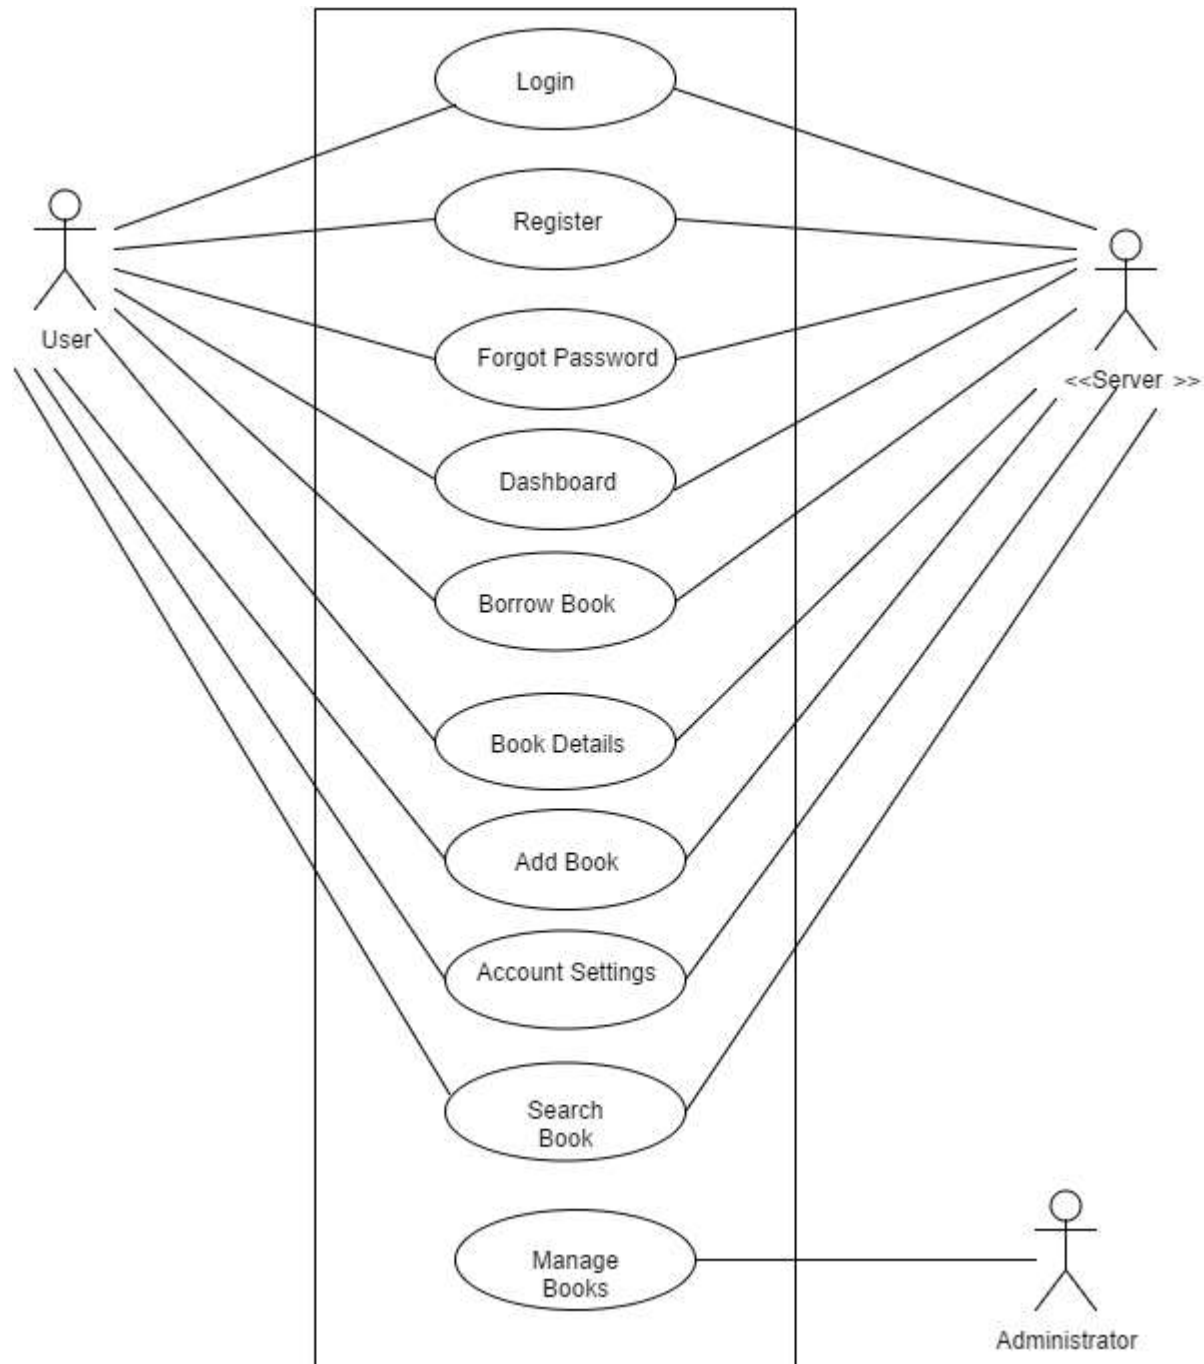 Login
Register
User
Forgot Password
<<Server >>
Dashboard
Borrow Book
Book Details
Add Book
Account Settings
Search
Book
Manage
Books
Administrator